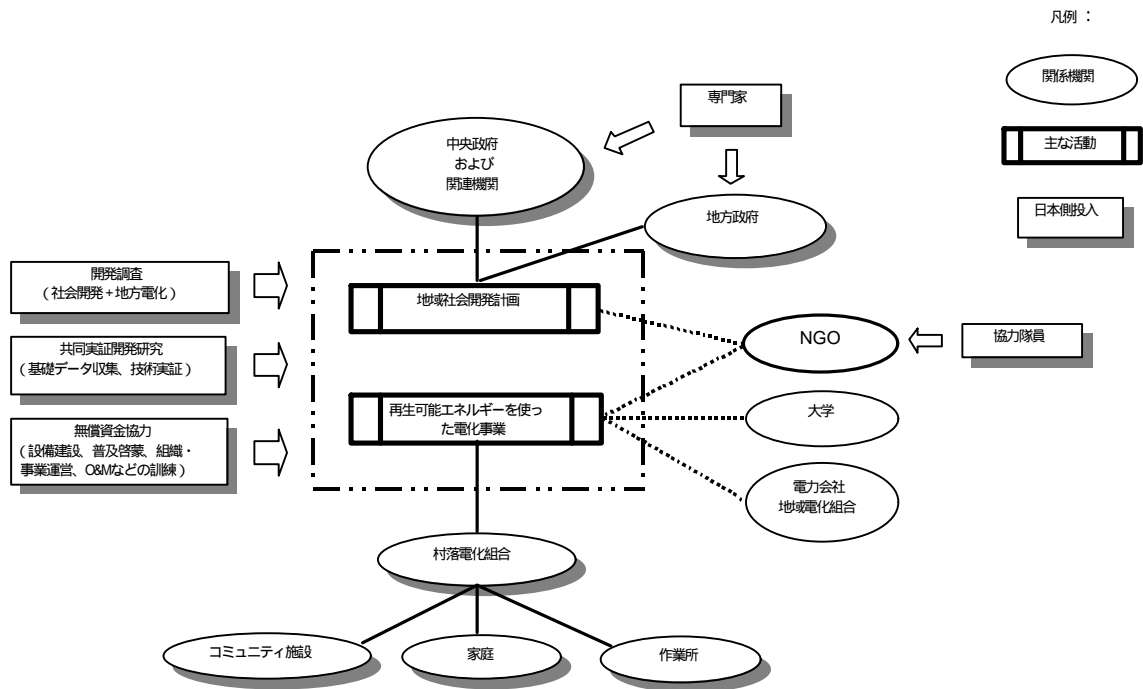 凡例：
関係機関
主な活動
日本側投入
専門家
中央政府
および
関連機関
地方政府
開発調査
（社会開発+地方電化）
地域社会開発計画
共同実証開発研究
（基礎データ収集、技術実証）
NGO
協力隊員
無償資金協力
（設備建設、普及啓蒙、組織・
事業運営、O&Mなどの訓練）
再生可能エネルギーを使っ
た電化事業
大学
電力会社
地域電化組合
村落電化組合
コミュニティ施設
家庭
作業所